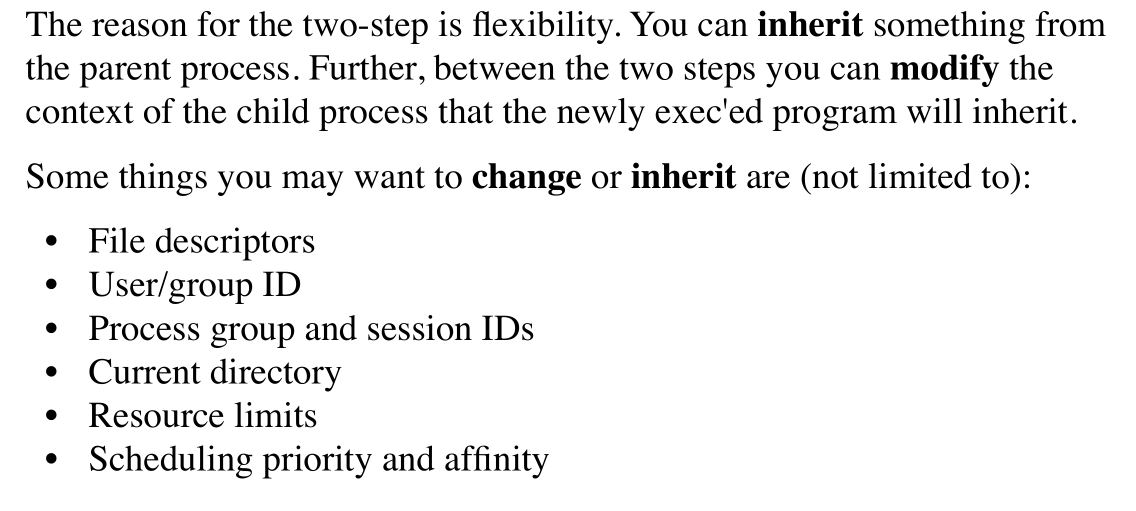 The reason for the two-step is flexibility. You can inherit something from
the parent process. Further, between the two steps you can modify the
context of the child process that the newly exec'ed program will inherit.
Some things you may want to change or inherit are (not limited to):
• File descriptors
• User/group ID
• Process group and session IDs
• Current directory
• Resource limits
• Scheduling priority and affinity